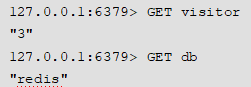 127.0.0.1:6379> GET visitor
"3"
127.0.0.1:6379> GET db
"redis"